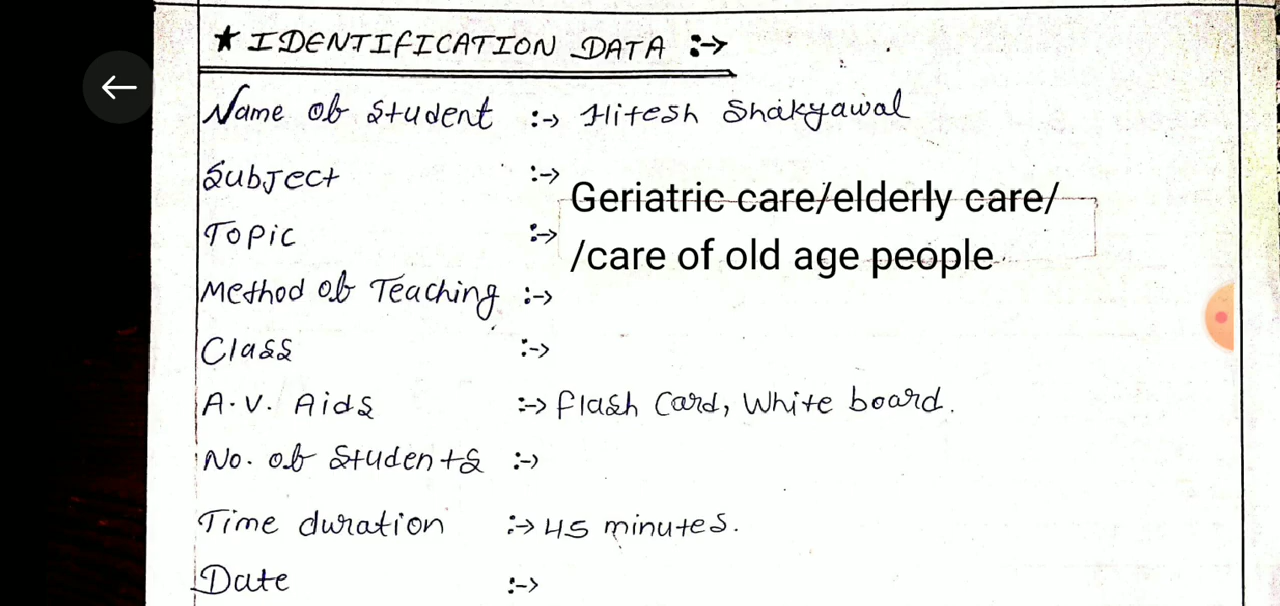 ★ IDENTIFICATION DATA :->
Name of Student :-> Hitesh Shakyawal
Subject :->
Geriatric care/elderly care/
Topic :->
/care of old age people
Method of Teaching :->
Class :->
A.V. Aids :-> flash Card, White board.
No. of Students :->
Time duration :-> 45 minutes.
Date :->